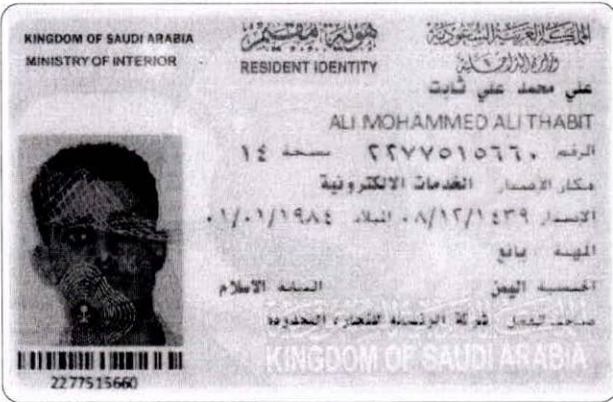 KINGDOM OF SAUDI ARABIA
MINISTRY OF INTERIOR
هوية مقيم
RESIDENT IDENTITY
المملكة العربية السعودية
وزارة الداخلية
علي محمد علي ثابت
ALI MOHAMMED ALI THABIT
الرقم ٢٢٧٧٥١٥٦٦٠ نسخة ١٤
مكان الإصدار الخدمات الالكترونية
الاصدار ٠٨/١٢/١٤٣٩ الميلاد ٠١/٠١/١٩٨٤
المهنة بائع
الجنسية اليمن الديانة الاسلام
صاحب العمل شركة المحدودة
KINGDOM OF SAUDI ARABIA
2277515660